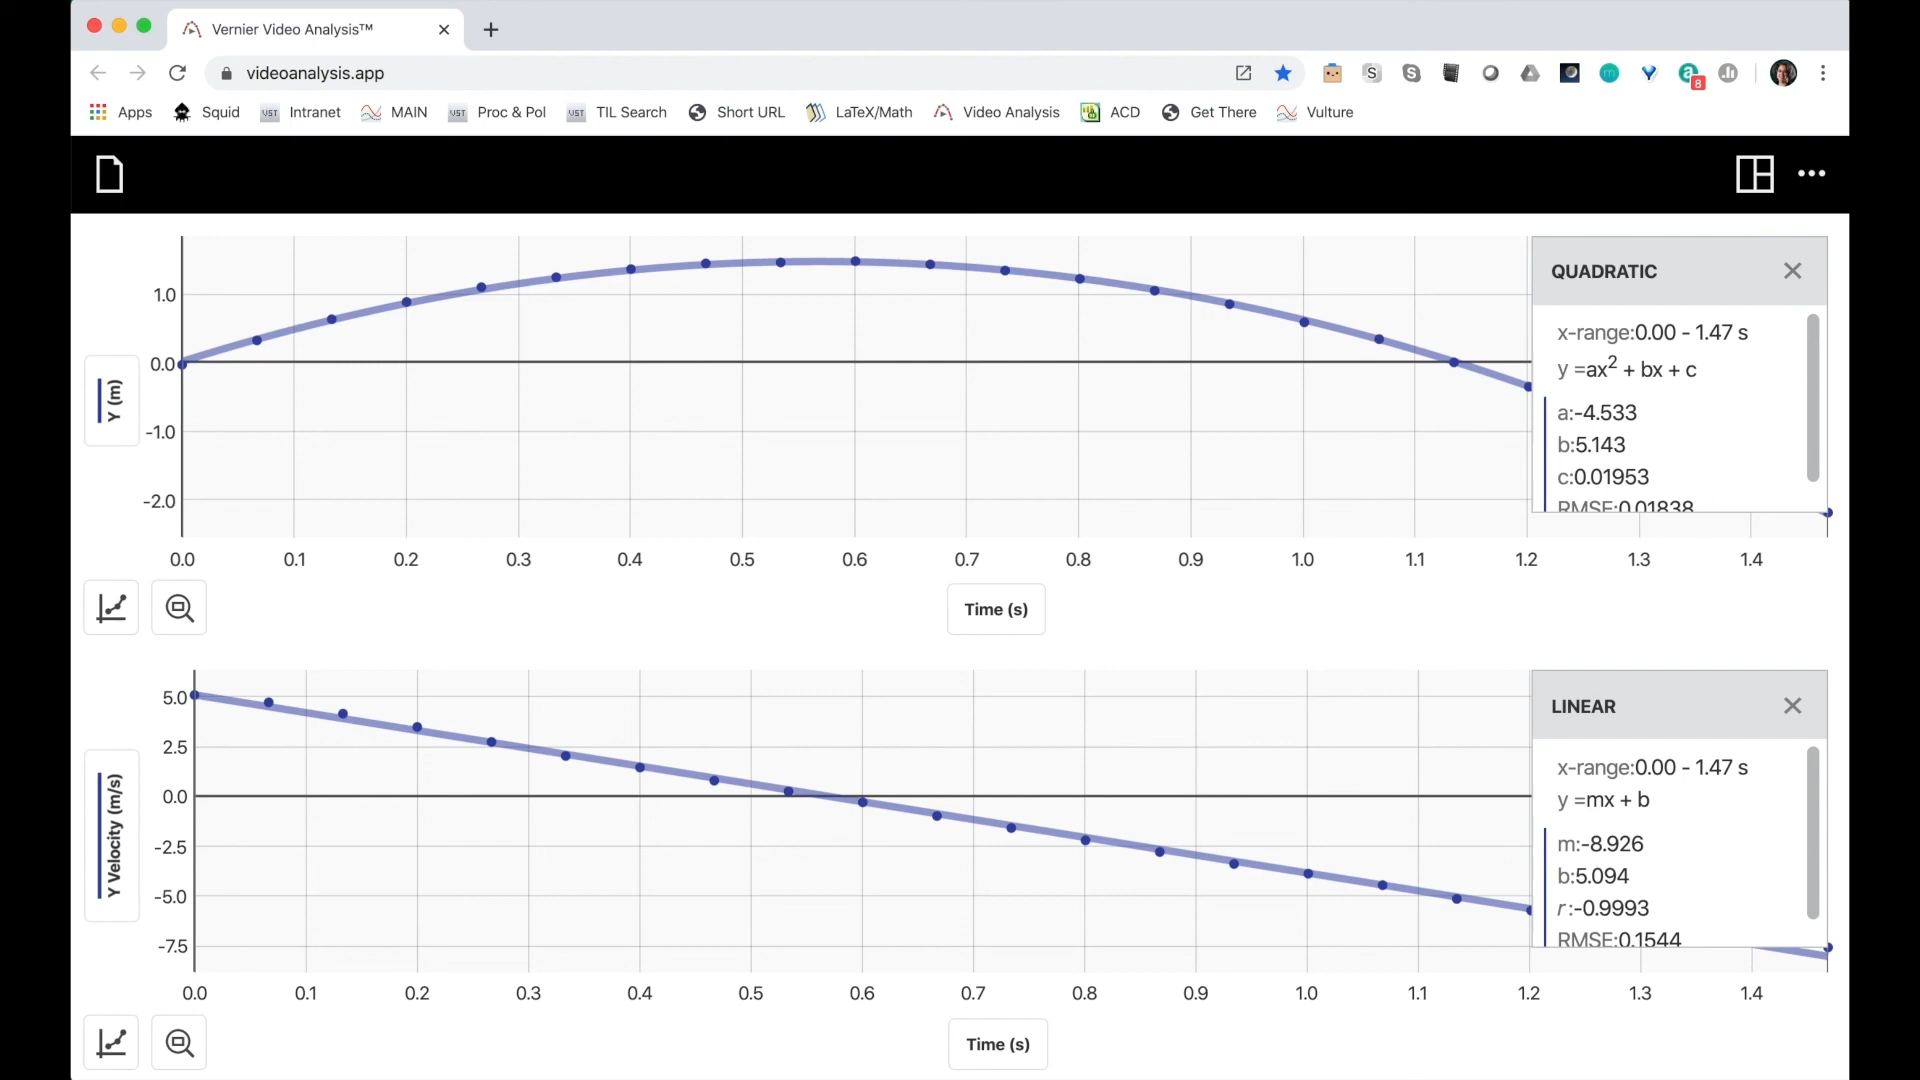 Vernier Video Analysis™
videoanalysis.app
S
S
m
a
8
Apps
Squid
VST
Intranet
MAIN
VST
Proc & Pol
VST
TIL Search
Short URL
LaTeX/Math
Video Analysis
ACD
Get There
Vulture
Y (m)
1.0
0.0
-1.0
-2.0
0.0 0.1 0.2 0.3 0.4 0.5 0.6 0.7 0.8 0.9 1.0 1.1 1.2 1.3 1.4
Time (s)
QUADRATIC
x-range:0.00 - 1.47 s
y =ax² + bx + c
a:-4.533
b:5.143
c:0.01953
RMSE:0.01838
Y Velocity (m/s)
5.0
2.5
0.0
-2.5
-5.0
-7.5
0.0 0.1 0.2 0.3 0.4 0.5 0.6 0.7 0.8 0.9 1.0 1.1 1.2 1.3 1.4
Time (s)
LINEAR
x-range:0.00 - 1.47 s
y =mx + b
m:-8.926
b:5.094
r:-0.9993
RMSE:0.1544